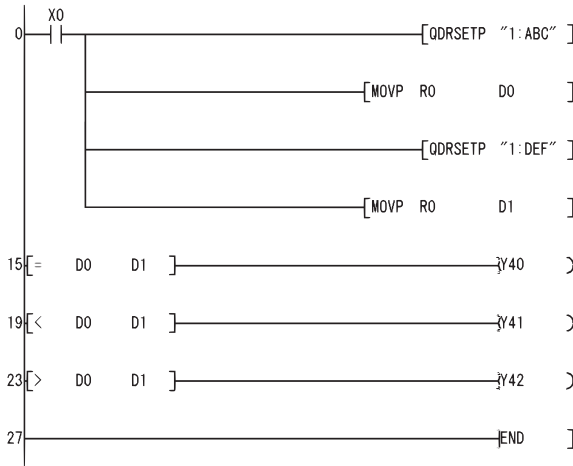 X0
0 QDRSETP "1:ABC"
MOVP R0 D0
QDRSETP "1:DEF"
MOVP R0 D1
15 = D0 D1 Y40
19 < D0 D1 Y41
23 > D0 D1 Y42
27 END